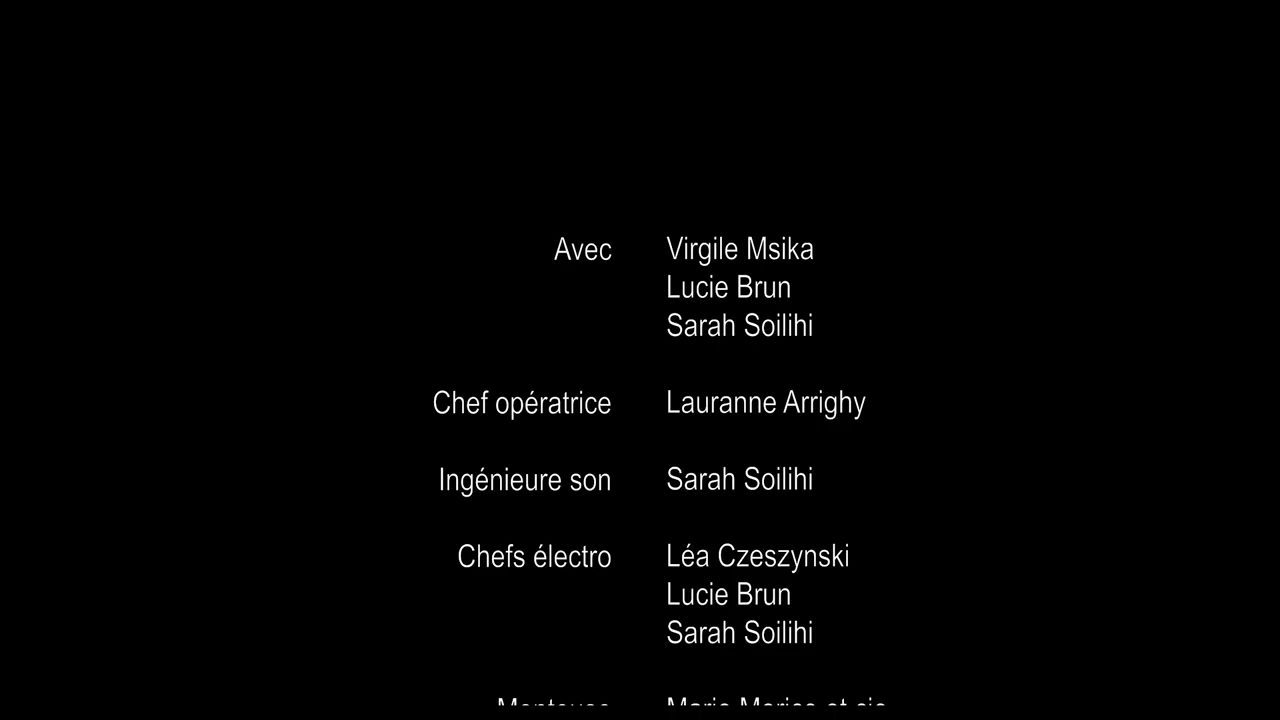 Avec Virgile Msika
Lucie Brun
Sarah Soilihi
Chef opératrice Lauranne Arrighy
Ingénieure son Sarah Soilihi
Chefs électro Léa Czeszynski
Lucie Brun
Sarah Soilihi